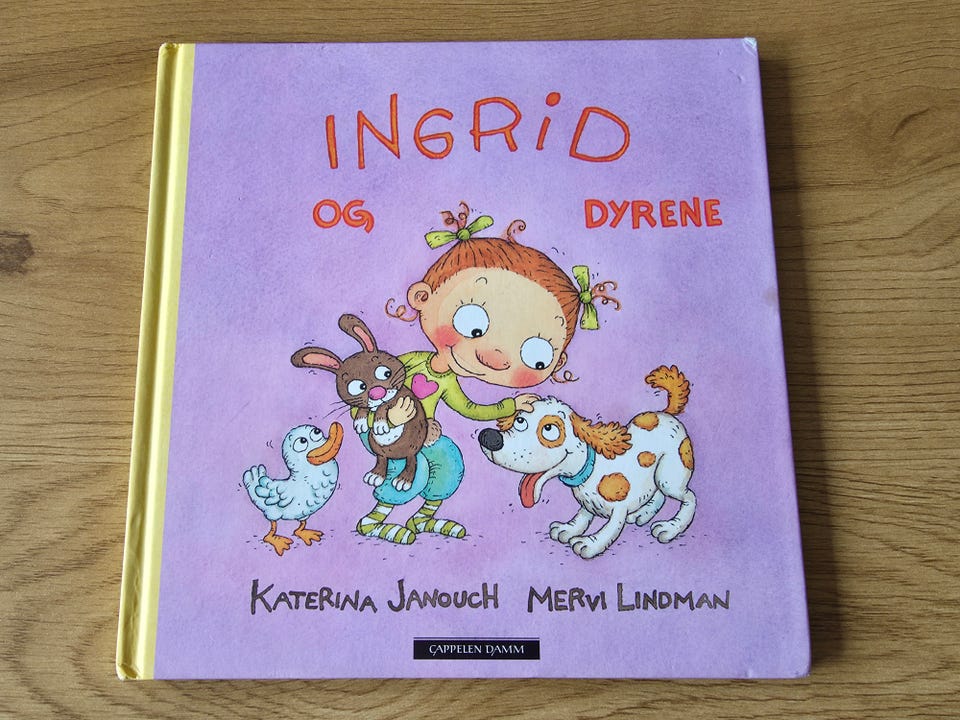 INGRID
OG DYRENE
KATERINA JANOUCH MERVI LINDMAN
CAPPELEN DAMM